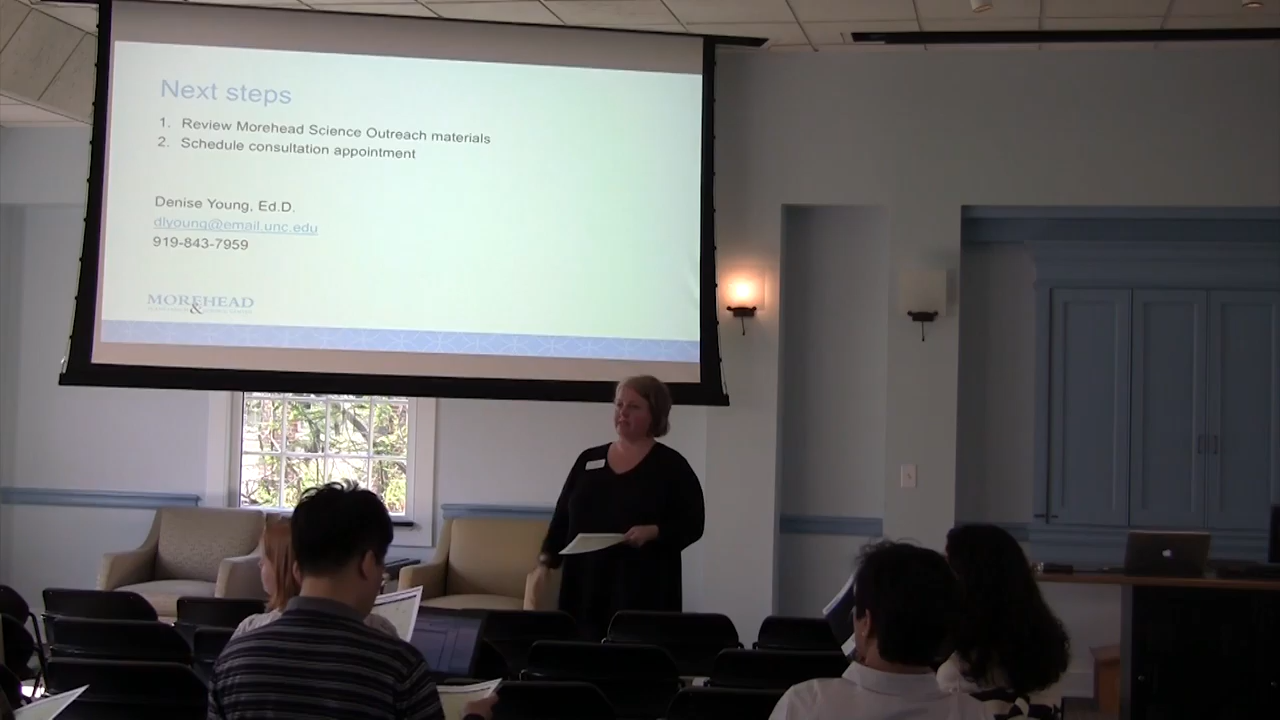 Next steps
1. Review Morehead Science Outreach materials
2. Schedule consultation appointment
Denise Young, Ed.D.
dlyoung@email.unc.edu
919-843-7959
MOREHEAD
&